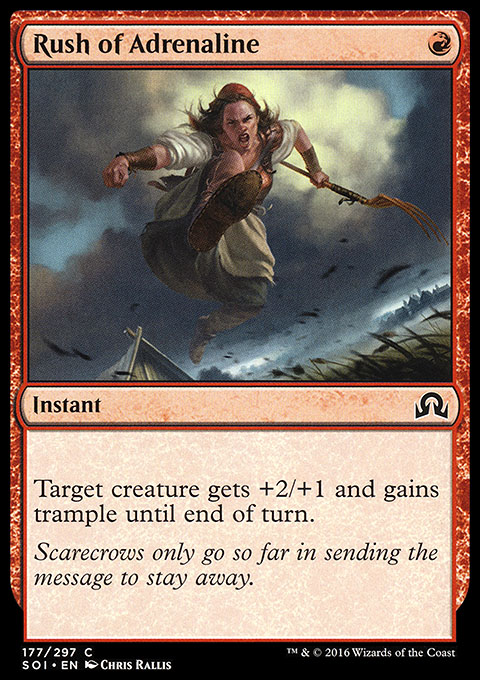 Rush of Adrenaline
Instant
Target creature gets +2/+1 and gains
trample until end of turn.
Scarecrows only go so far in sending the
message to stay away.
177/297 C
SOI • EN Chris Rallis
™ & © 2016 Wizards of the Coast